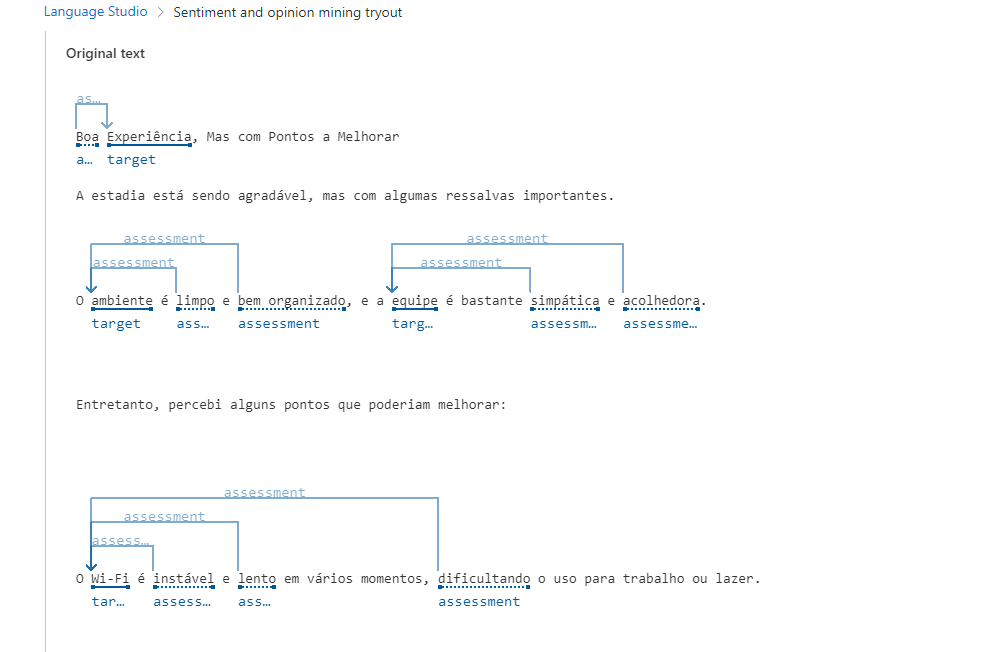 Language Studio > Sentiment and opinion mining tryout
Original text
as…
Boa Experiência, Mas com Pontos a Melhorar
a… target
A estadia está sendo agradável, mas com algumas ressalvas importantes.
assessment assessment
assessment assessment
O ambiente é limpo e bem organizado, e a equipe é bastante simpática e acolhedora.
target ass… assessment targ… assessm… assessme…
Entretanto, percebi alguns pontos que poderiam melhorar:
assessment
assessment
assess…
O Wi-Fi é instável e lento em vários momentos, dificultando o uso para trabalho ou lazer.
tar… assess… ass… assessment